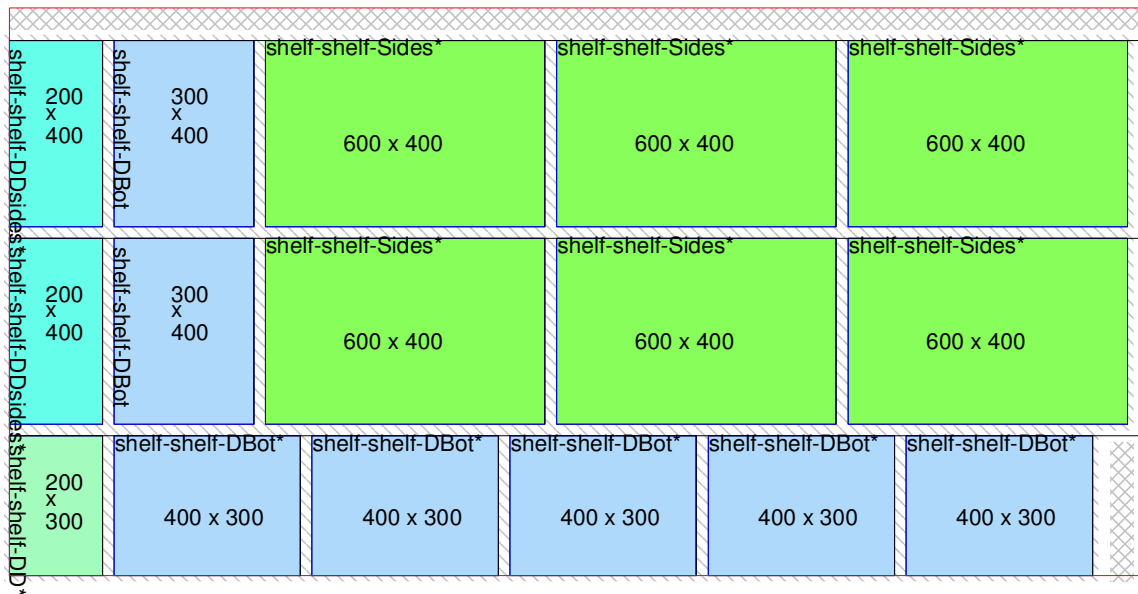 shelf-shelf-DDsides*
200
x
400
shelf-shelf-DBot
300
x
400
shelf-shelf-Sides*
600 x 400
shelf-shelf-Sides*
600 x 400
shelf-shelf-Sides*
600 x 400
shelf-shelf-DDsides*
200
x
400
shelf-shelf-DBot
300
x
400
shelf-shelf-Sides*
600 x 400
shelf-shelf-Sides*
600 x 400
shelf-shelf-Sides*
600 x 400
shelf-shelf-DD*
200
x
300
shelf-shelf-DBot*
400 x 300
shelf-shelf-DBot*
400 x 300
shelf-shelf-DBot*
400 x 300
shelf-shelf-DBot*
400 x 300
shelf-shelf-DBot*
400 x 300